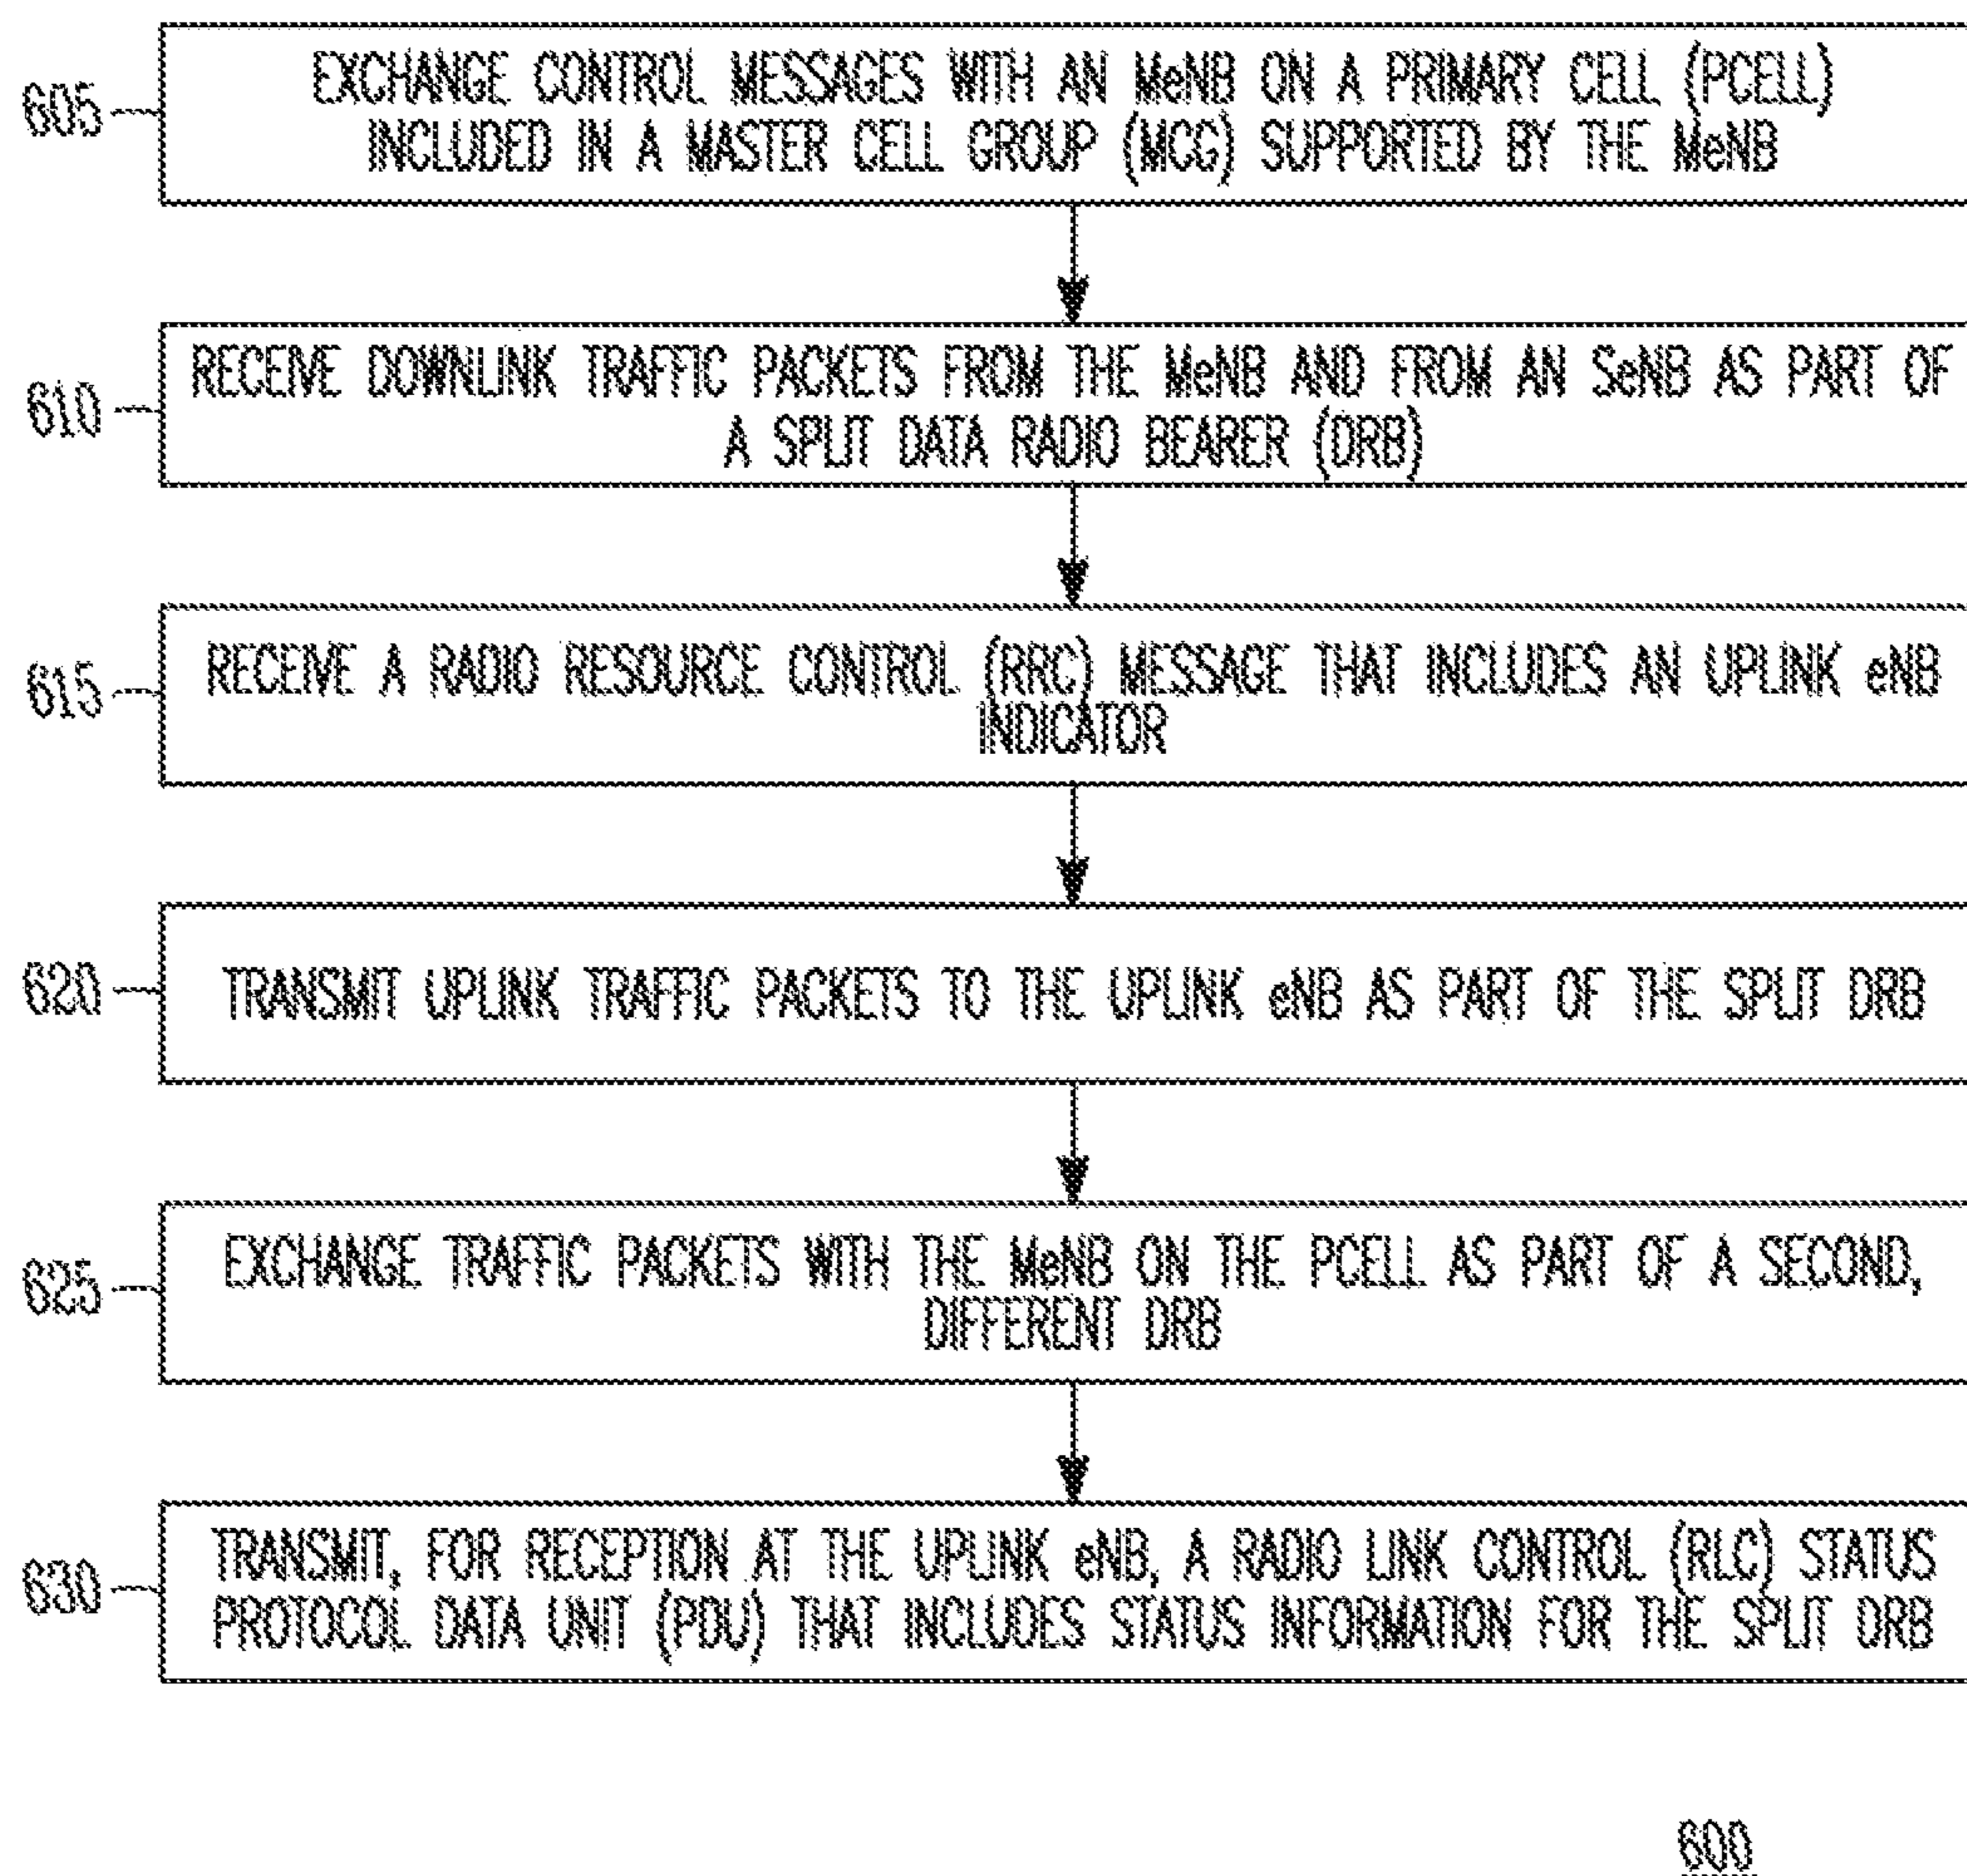 605
EXCHANGE CONTROL MESSAGES WITH AN MeNB ON A PRIMARY CELL (PCELL)
INCLUDED IN A MASTER CELL GROUP (MCG) SUPPORTED BY THE MeNB
610
RECEIVE DOWNLINK TRAFFIC PACKETS FROM THE MeNB AND FROM AN SeNB AS PART OF
A SPLIT DATA RADIO BEARER (DRB)
615
RECEIVE A RADIO RESOURCE CONTROL (RRC) MESSAGE THAT INCLUDES AN UPLINK eNB
INDICATOR
620
TRANSMIT UPLINK TRAFFIC PACKETS TO THE UPLINK eNB AS PART OF THE SPLIT DRB
625
EXCHANGE TRAFFIC PACKETS WITH THE MeNB ON THE PCELL AS PART OF A SECOND,
DIFFERENT DRB
630
TRANSMIT, FOR RECEPTION AT THE UPLINK eNB, A RADIO LINK CONTROL (RLC) STATUS
PROTOCOL DATA UNIT (PDU) THAT INCLUDES STATUS INFORMATION FOR THE SPLIT DRB
600